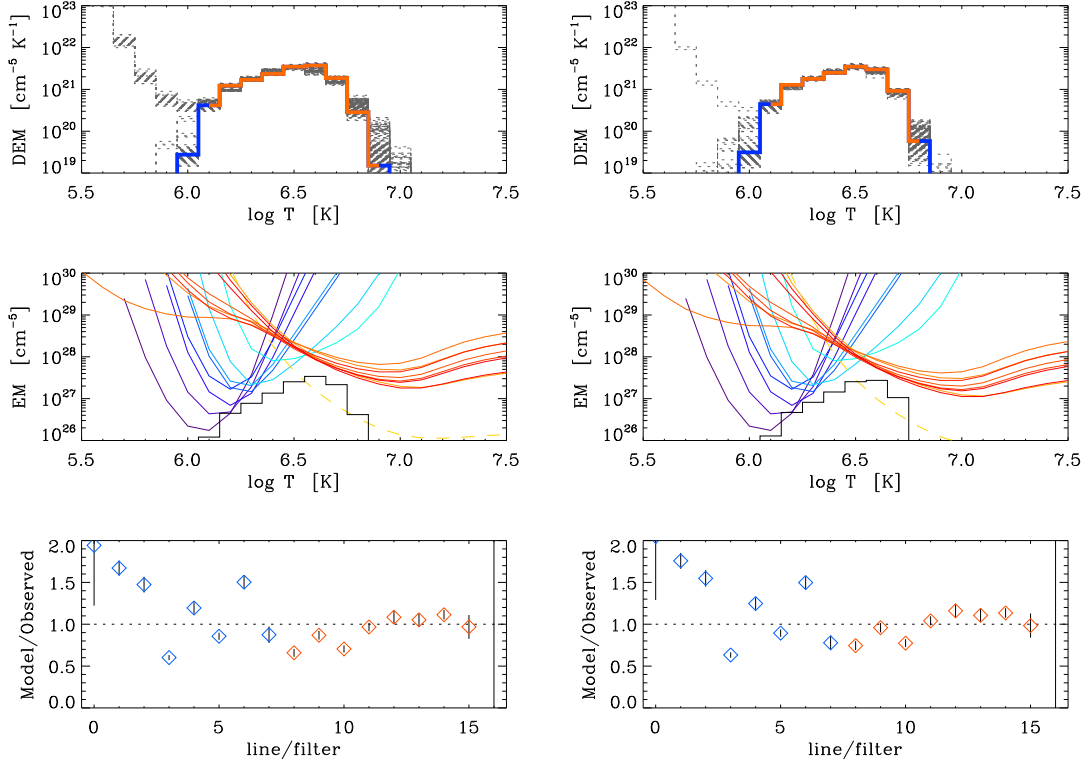 10^23 10^22 10^21 10^20 10^19
DEM [cm^-5 K^-1]
5.5 6.0 6.5 7.0 7.5
log T [K]
10^23 10^22 10^21 10^20 10^19
DEM [cm^-5 K^-1]
5.5 6.0 6.5 7.0 7.5
log T [K]
10^30 10^29 10^28 10^27 10^26
EM [cm^-5]
5.5 6.0 6.5 7.0 7.5
log T [K]
10^30 10^29 10^28 10^27 10^26
EM [cm^-5]
5.5 6.0 6.5 7.0 7.5
log T [K]
2.0 1.5 1.0 0.5 0.0
Model/Observed
0 5 10 15
line/filter
2.0 1.5 1.0 0.5 0.0
Model/Observed
0 5 10 15
line/filter